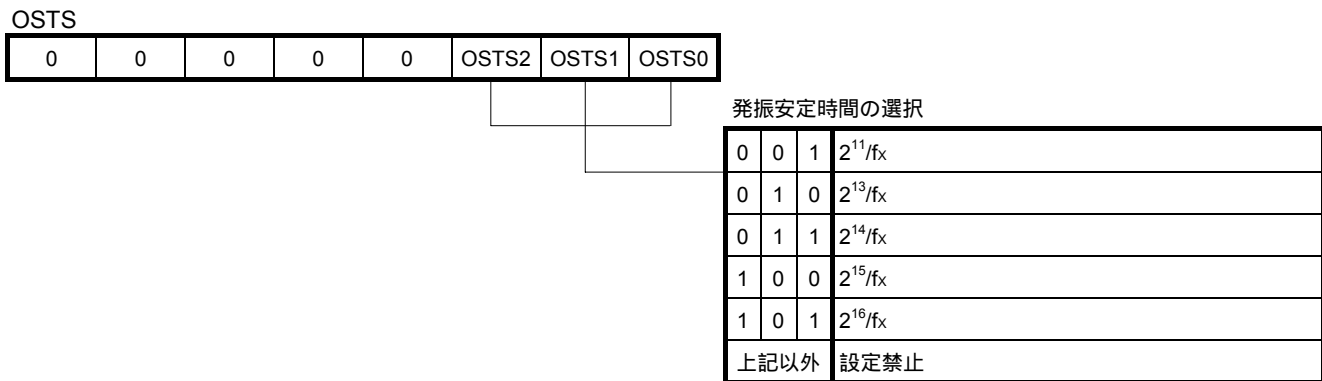 OSTS
0 0 0 0 0 OSTS2 OSTS1 OSTS0
発振安定時間の選択
0 0 1 2^11/fx
0 1 0 2^13/fx
0 1 1 2^14/fx
1 0 0 2^15/fx
1 0 1 2^16/fx
上記以外 設定禁止